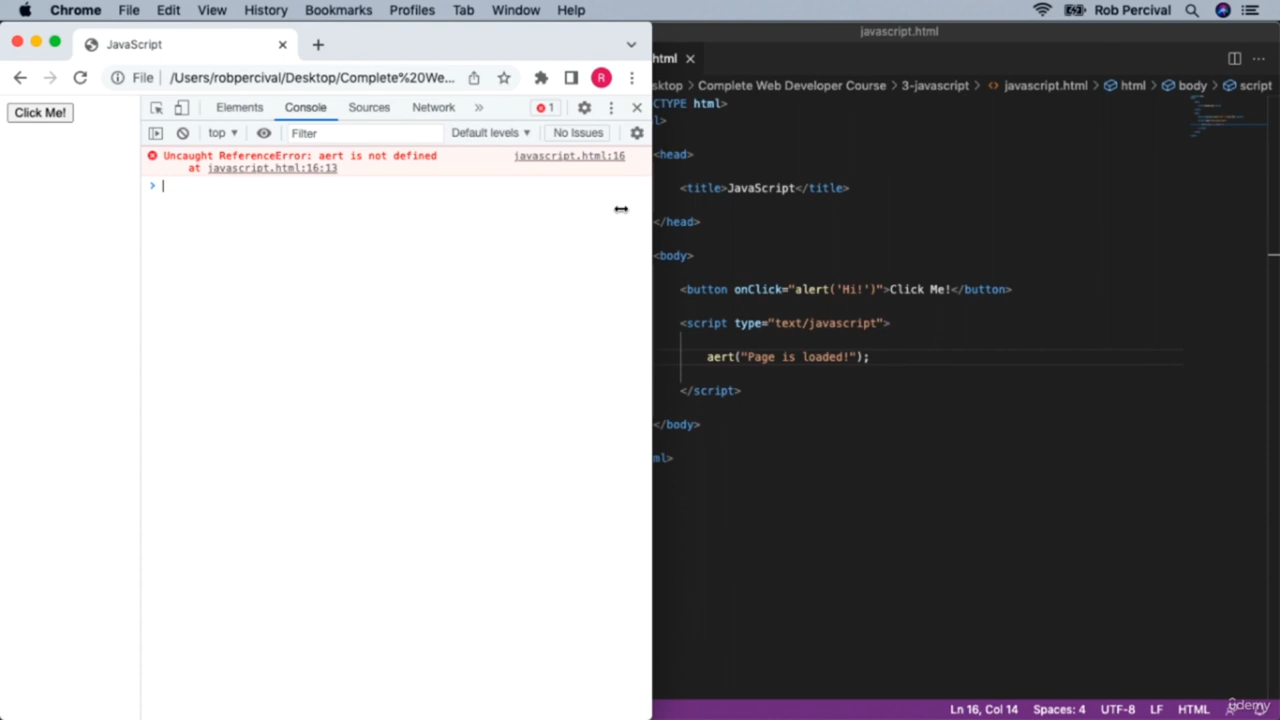 Chrome File Edit View History Bookmarks Profiles Tab Window Help Rob Percival
JavaScript
File /Users/robpercival/Desktop/Complete%20We... R
Click Me!
Elements Console Sources Network » 1
top ▾ Filter Default levels ▾ No Issues
Uncaught ReferenceError: aert is not defined javascript.html:16
at javascript.html:16:13
>
javascript.html
html
sktop > Complete Web Developer Course > 3-javascript > javascript.html > html > body > script
CTYPE html>
l>
<head>
<title>JavaScript</title>
</head>
<body>
<button onClick="alert('Hi!')">Click Me!</button>
<script type="text/javascript">
aert("Page is loaded!");
</script>
</body>
ml>
Ln 16, Col 14 Spaces: 4 UTF-8 LF HTML
ûdemy